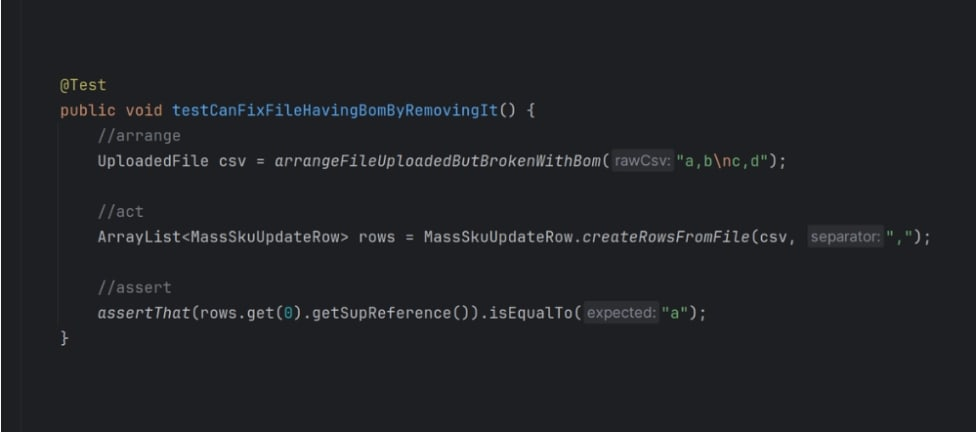 @Test
public void testCanFixFileHavingBomByRemovingIt() {
//arrange
UploadedFile csv = arrangeFileUploadedButBrokenWithBom( rawCsv: "a,b\nc,d");
//act
ArrayList<MassSkuUpdateRow> rows = MassSkuUpdateRow.createRowsFromFile(csv, separator: ",");
//assert
assertThat(rows.get(0).getSupReference()).isEqualTo( expected: "a");
}